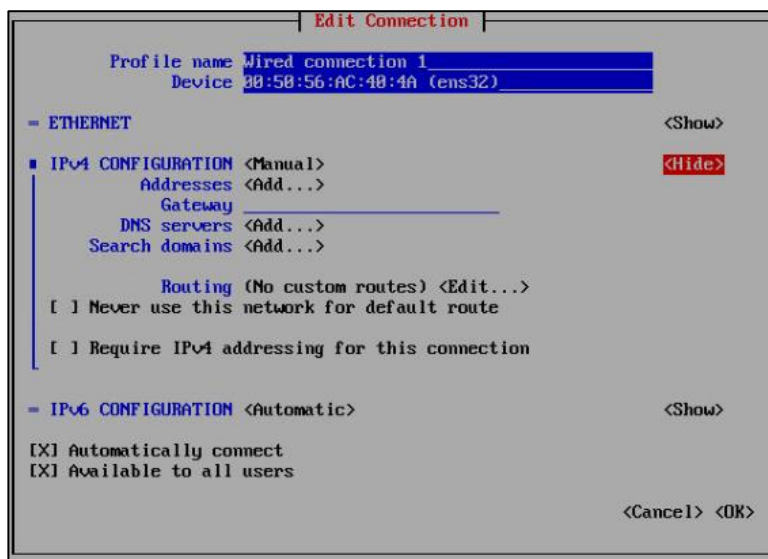 Edit Connection
Profile name Wired connection 1
Device 00:50:56:AC:40:4A (ens32)
= ETHERNET <Show>
IPv4 CONFIGURATION <Manual> <Hide>
Addresses <Add...>
Gateway
DNS servers <Add...>
Search domains <Add...>
Routing (No custom routes) <Edit...>
[ ] Never use this network for default route
[ ] Require IPv4 addressing for this connection
= IPv6 CONFIGURATION <Automatic> <Show>
[X] Automatically connect
[X] Available to all users
<Cancel> <OK>